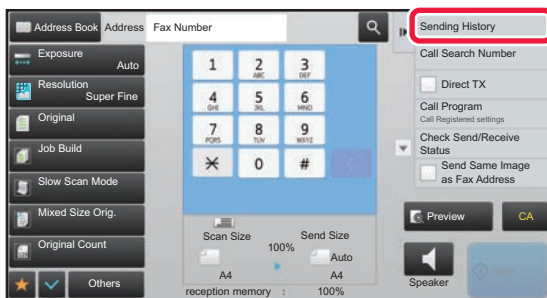 Address Book Address Fax Number
Exposure
Auto
Resolution
Super Fine
Original
Job Build
Slow Scan Mode
Mixed Size Orig.
Original Count
Others
1 2 3
ABC DEF
4 5 6
GHI JKL MNO
7 8 9
PQRS TUV WXYZ
0 #
C
Scan Size 100% Send Size
Auto
A4 A4
reception memory : 100%
Sending History
Call Search Number
Direct TX
Call Program
Call Registered settings
Check Send/Receive
Status
Send Same Image
as Fax Address
Preview CA
Speaker
Start